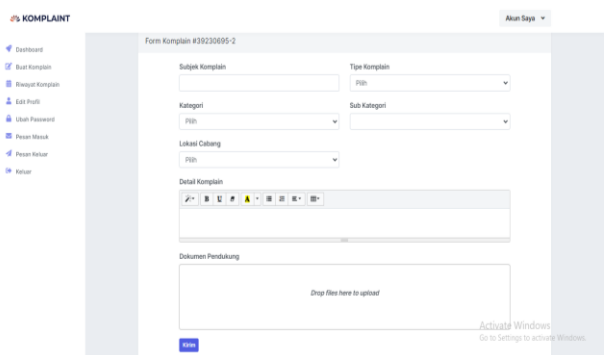 KOMPLAINT
Akun Saya
Dashboard
Buat Komplain
Riwayat Komplain
Edit Profil
Ubah Password
Pesan Masuk
Pesan Keluar
Keluar
Form Komplain #39230695-2
Subjek Komplain
Tipe Komplain
Pilih
Kategori
Sub Kategori
Pilih
Lokasi Cabang
Pilih
Detail Komplain
B U A
Dokumen Pendukung
Drop files here to upload
Kirim
Activate Windows
Go to Settings to activate Windows.